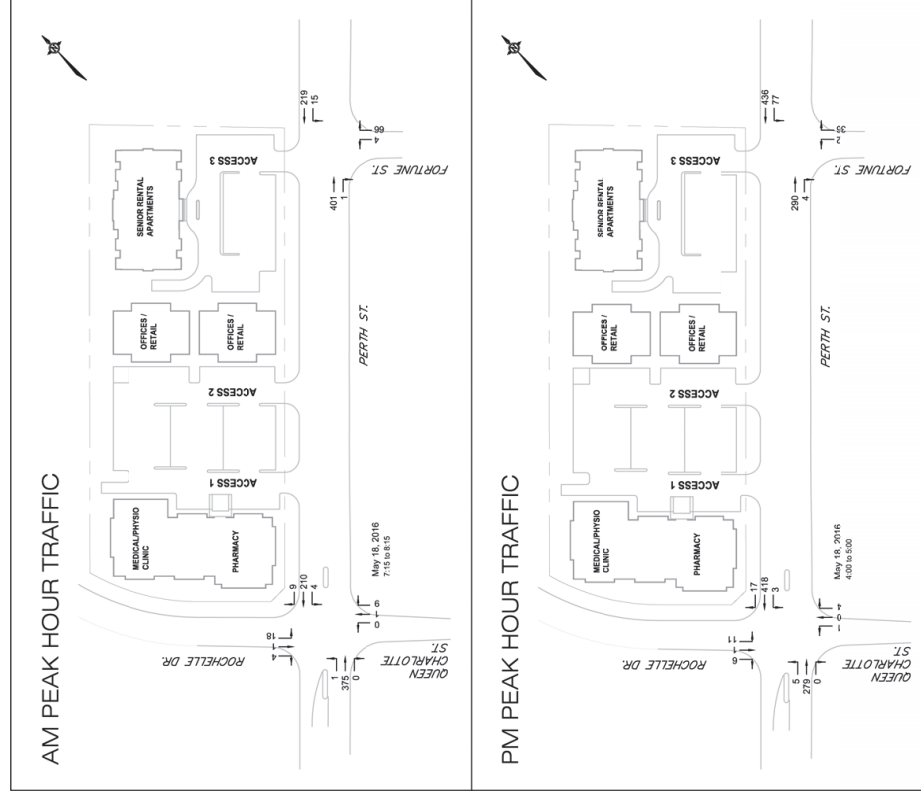 AM PEAK HOUR TRAFFIC
MEDICAL/PHYSIO
CLINIC
PHARMACY
OFFICES /
RETAIL
OFFICES /
RETAIL
SENIOR RENTAL
APARTMENTS
ACCESS 1
ACCESS 2
ACCESS 3
ROCHELLE DR.
4
1
18
9
210
4
1
375
0
0
1
9
QUEEN
CHARLOTTE
ST.
May 18, 2016
7:15 to 8:15
PERTH ST.
219
15
401
1
4
FORTUNE
ST.
PM PEAK HOUR TRAFFIC
MEDICAL/PHYSIO
CLINIC
PHARMACY
OFFICES /
RETAIL
OFFICES /
RETAIL
SENIOR RENTAL
APARTMENTS
ACCESS 1
ACCESS 2
ACCESS 3
ROCHELLE DR.
6
1
11
17
418
3
5
279
0
1
0
4
QUEEN
CHARLOTTE
ST.
May 18, 2016
4:00 to 5:00
PERTH ST.
436
77
290
4
2
FORTUNE
ST.